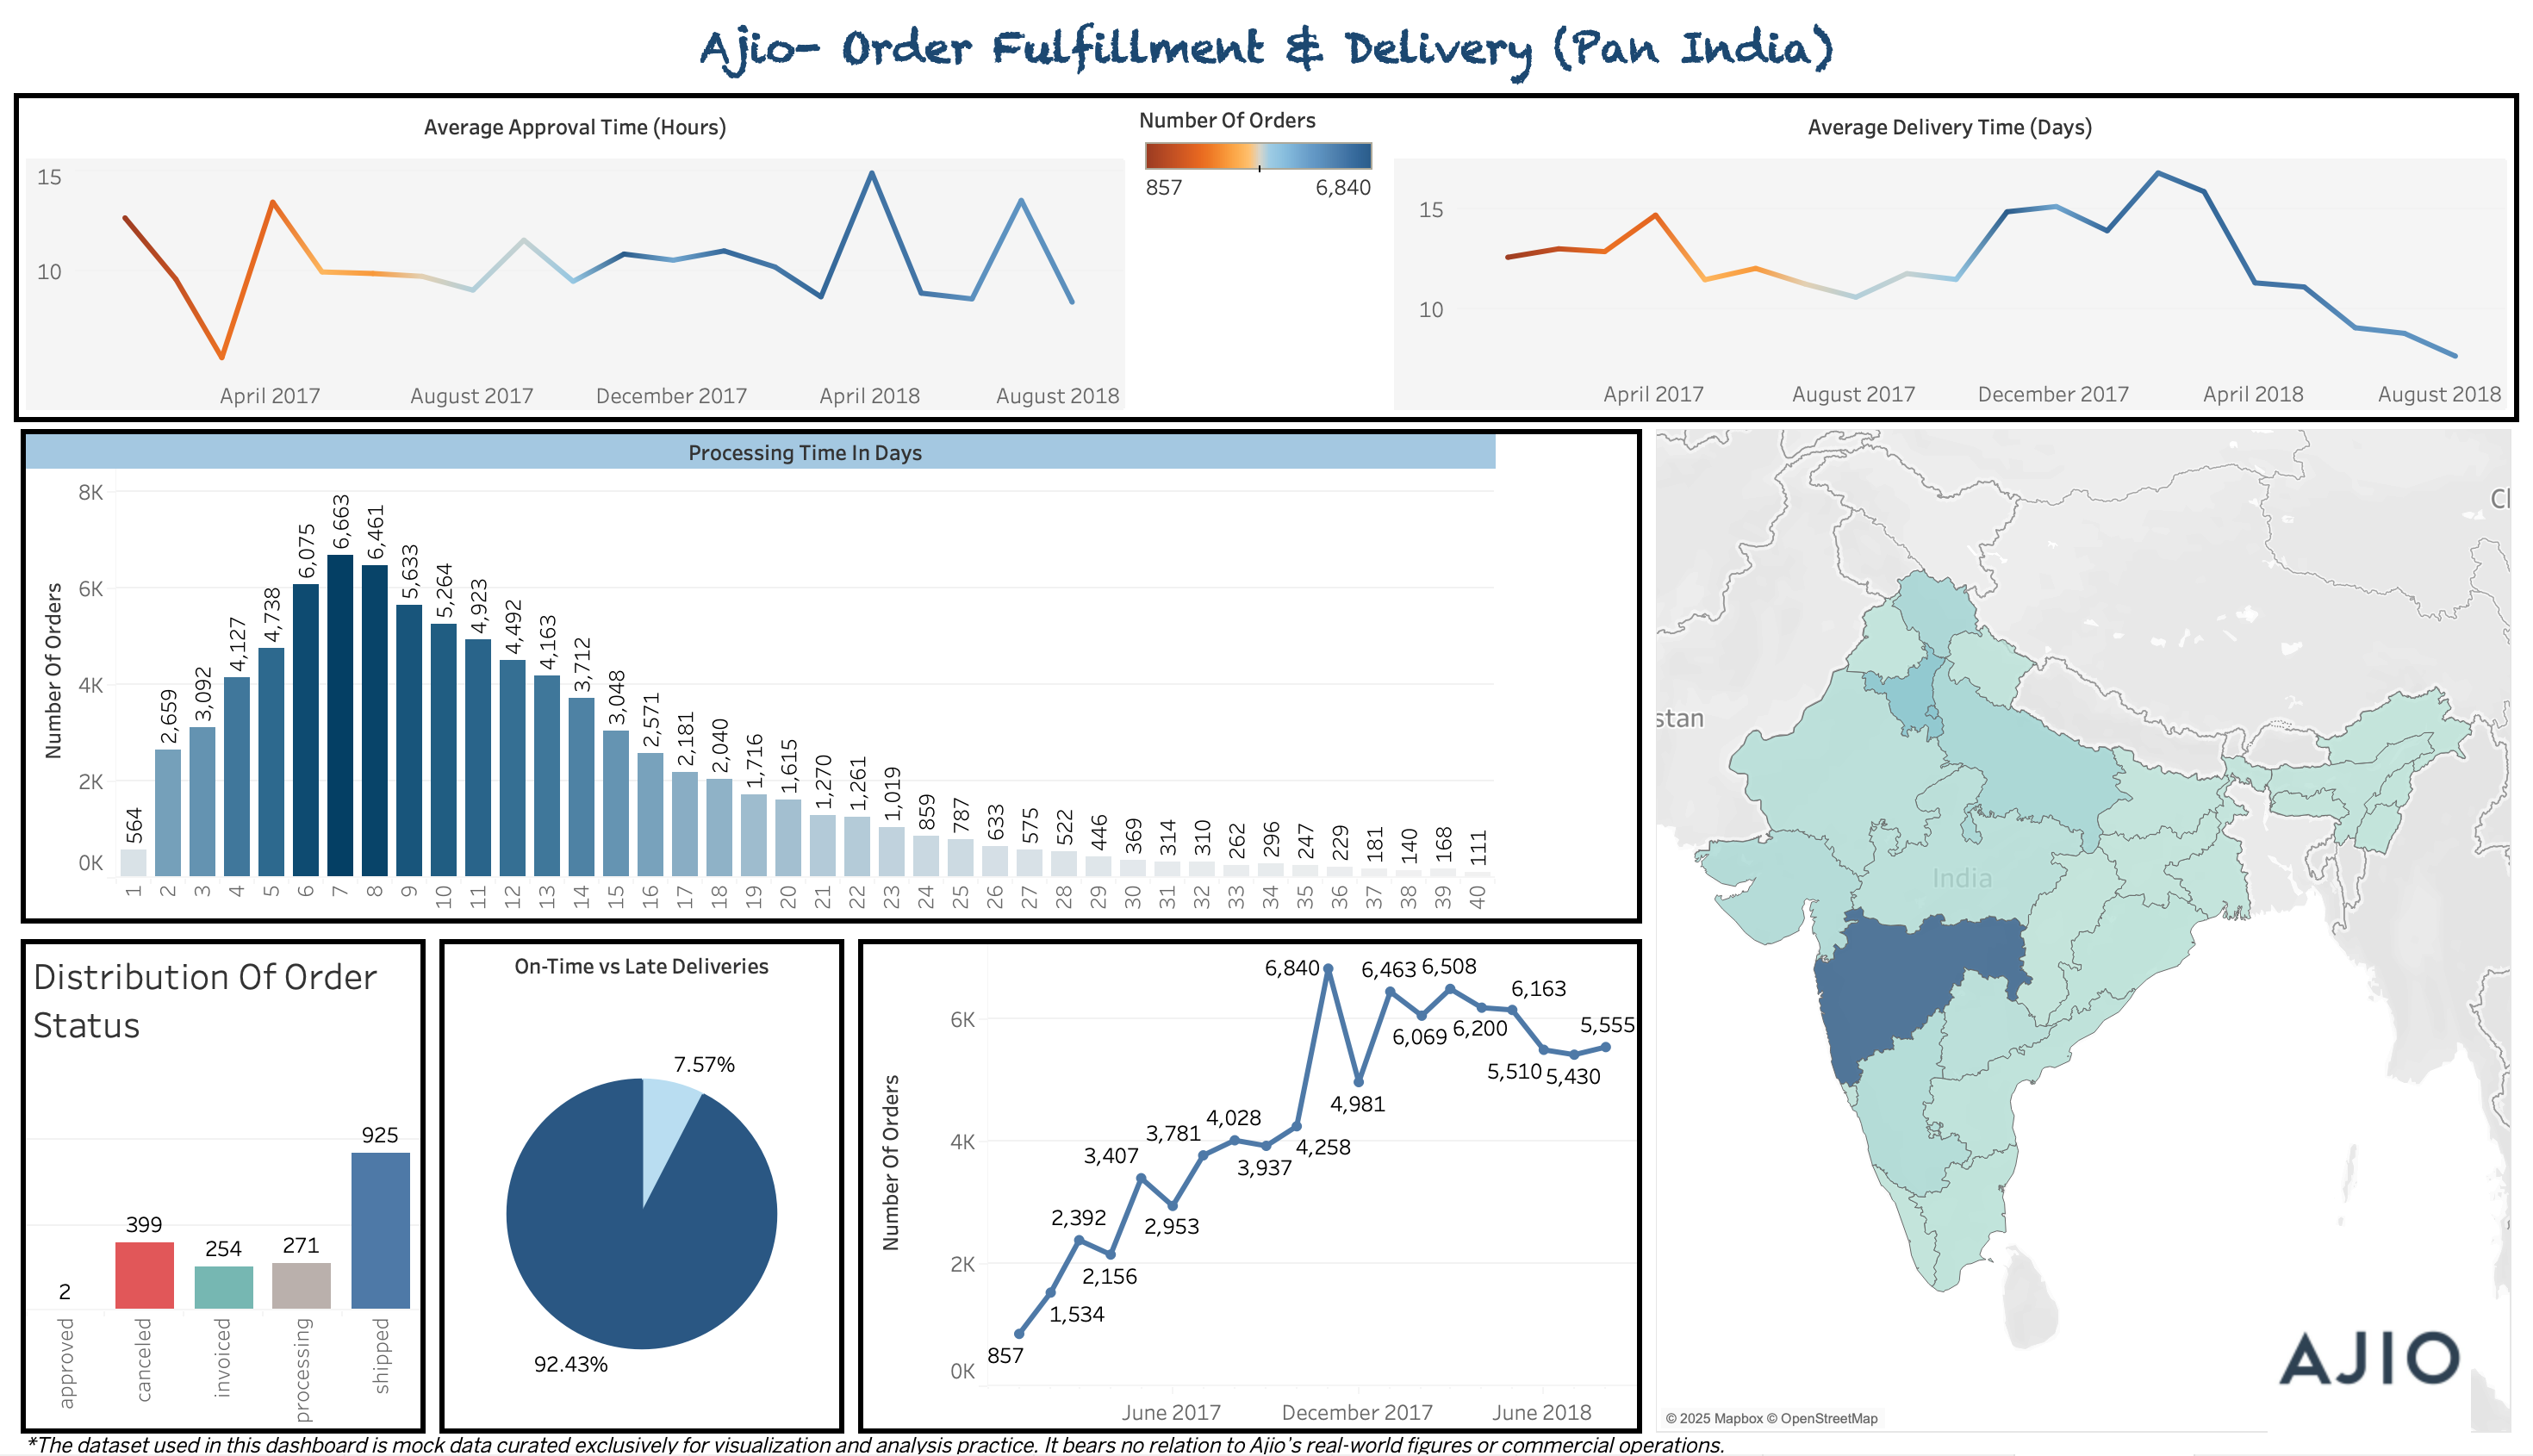 Ajio- Order Fulfillment & Delivery (Pan India)
Average Approval Time (Hours)
15
10
April 2017
August 2017
December 2017
April 2018
August 2018
Number Of Orders
857
6,840
Average Delivery Time (Days)
15
10
April 2017
August 2017
December 2017
April 2018
August 2018
Processing Time In Days
Number Of Orders
8K
6K
4K
2K
0K
564
2,659
3,092
4,127
4,738
6,075
6,663
6,461
5,633
5,264
4,923
4,492
4,163
3,712
3,048
2,571
2,181
2,040
1,716
1,615
1,270
1,261
1,019
859
787
633
575
522
446
369
314
310
262
296
247
229
181
140
168
111
1
2
3
4
5
6
7
8
9
10
11
12
13
14
15
16
17
18
19
20
21
22
23
24
25
26
27
28
29
30
31
32
33
34
35
36
37
38
39
40
Distribution Of Order
Status
2
399
254
271
925
approved
canceled
invoiced
processing
shipped
On-Time vs Late Deliveries
7.57%
92.43%
Number Of Orders
6K
4K
2K
0K
857
1,534
2,392
2,156
3,407
2,953
3,781
4,028
3,937
4,258
6,840
4,981
6,463
6,069
6,508
6,200
6,163
5,510
5,430
5,555
June 2017
December 2017
June 2018
Cl
stan
India
AJIO
© 2025 Mapbox © OpenStreetMap
*The dataset used in this dashboard is mock data curated exclusively for visualization and analysis practice. It bears no relation to Ajio's real-world figures or commercial operations.